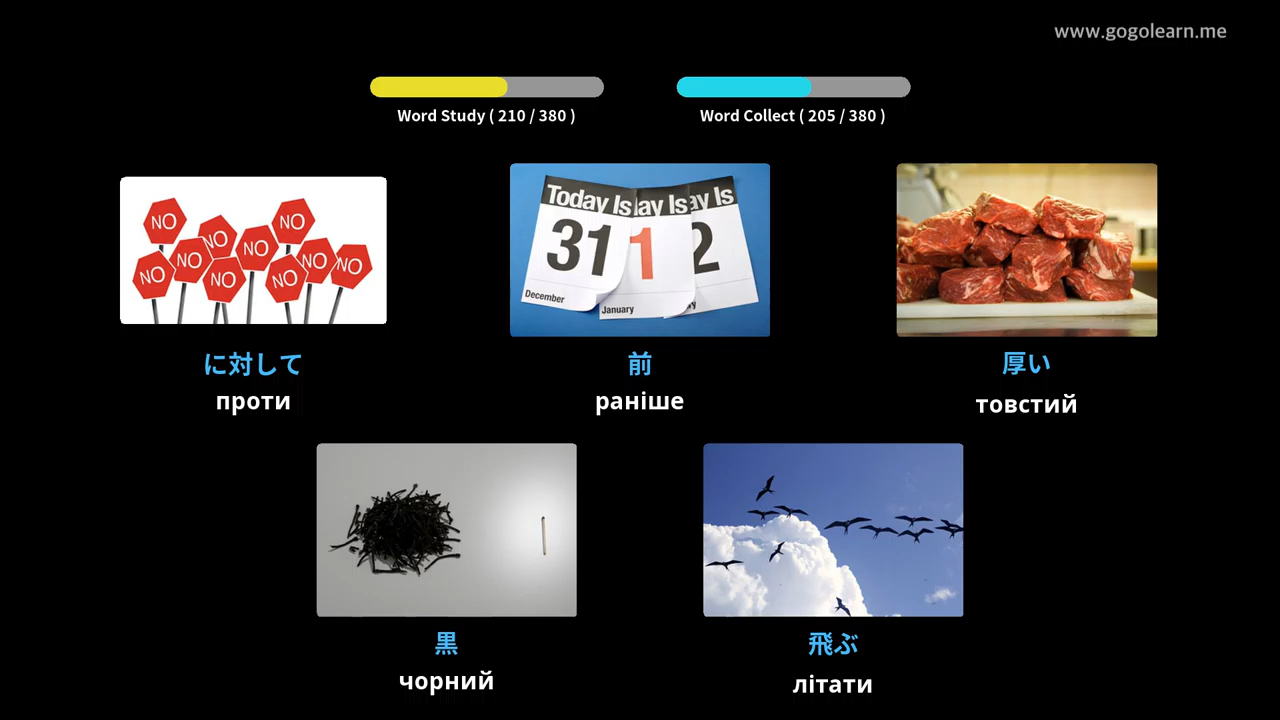 www.gogolearn.me
Word Study ( 210 / 380 )
Word Collect ( 205 / 380 )
NO
NO
NO
NO
NO
NO
NO
NO
NO
NO
Today Is
ay Is
ay Is
31
1
2
December
January
ry
に対して
проти
前
раніше
厚い
товстий
黒
чорний
飛ぶ
літати